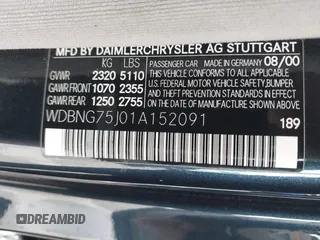 MFD BY DAIMLERCHRYSLER AG STUTTGART
KG LBS PASSENGER CAR MADE IN GERMANY 08/00
GVWR 2320 5110
GAWR FRONT 1070 2355
GAWR REAR 1250 2755
THIS VEHICLE CONFORMS TO ALL APPLICABLE U.S. FEDERAL MOTOR VEHICLE SAFETY BUMPER AND THEFT PREVENTION STANDARDS IN EFFECT ON THE DATE OF MANUFACTURE SHOWN ABOVE
WDBNG75J01A152091
189
DREAMBID